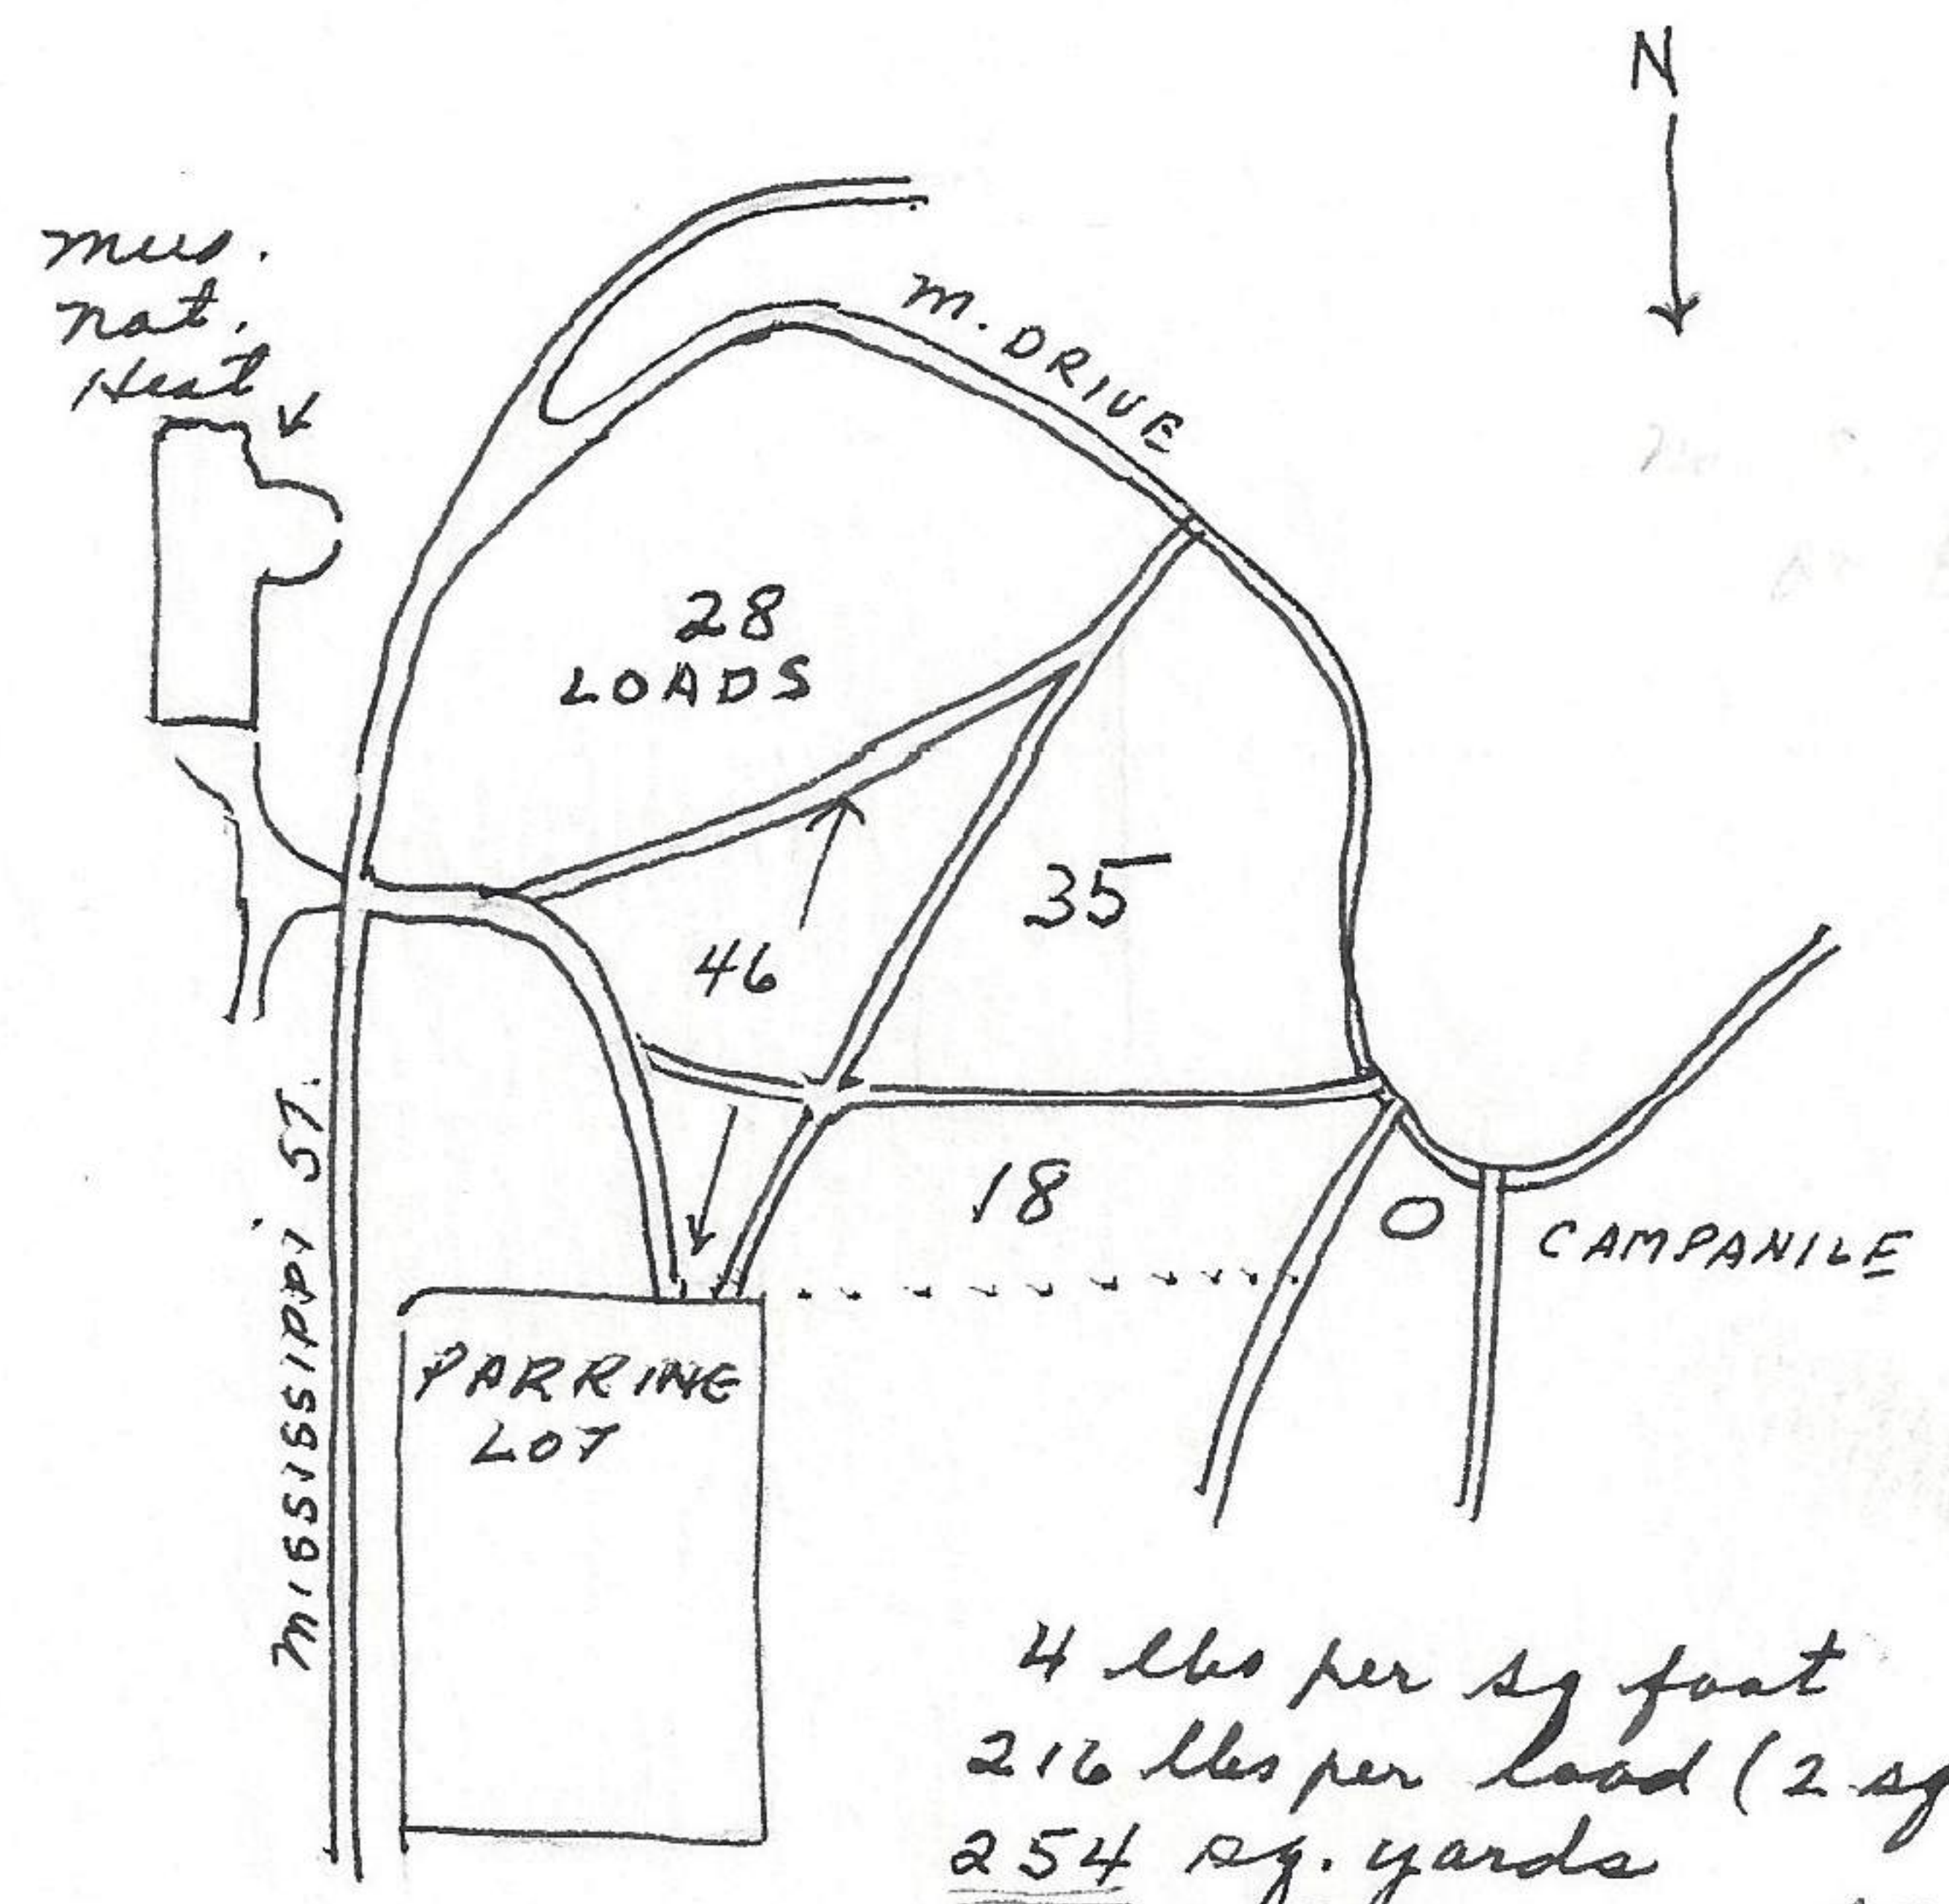 N
Mus.
Nat.
Hist
M. DRIVE
28
LOADS
35
46
18
CAMPANILE
MISSISSIPPI ST.
PARKING
LOT
4 lbs per sq foot
216 lbs per load (2 sq
254 sq. yards